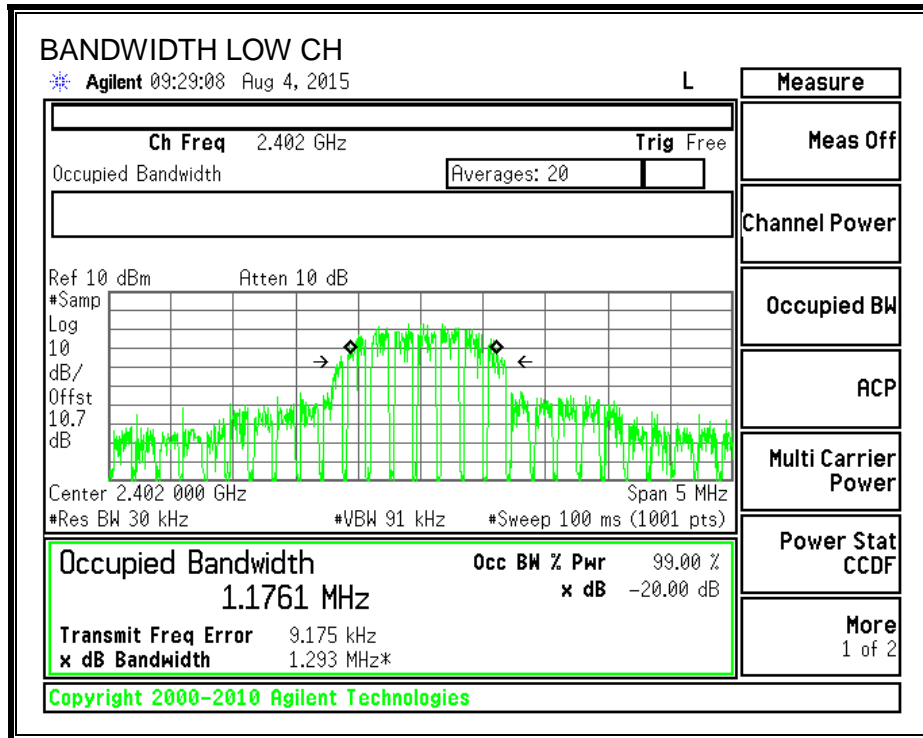 BANDWIDTH LOW CH
Agilent 09:29:08 Aug 4, 2015 L
Measure
Ch Freq 2.402 GHz Trig Free
Meas Off
Occupied Bandwidth Averages: 20
Channel Power
Ref 10 dBm Atten 10 dB
#Samp
Log
10
dB/
Offst
10.7
dB
Occupied BW
ACP
Multi Carrier
Power
Center 2.402 000 GHz Span 5 MHz
#Res BW 30 kHz #VBW 91 kHz #Sweep 100 ms (1001 pts)
Occupied Bandwidth Occ BW % Pwr 99.00 %
1.1761 MHz x dB -20.00 dB
Transmit Freq Error 9.175 kHz
x dB Bandwidth 1.293 MHz*
Power Stat
CCDF
More
1 of 2
Copyright 2000-2010 Agilent Technologies